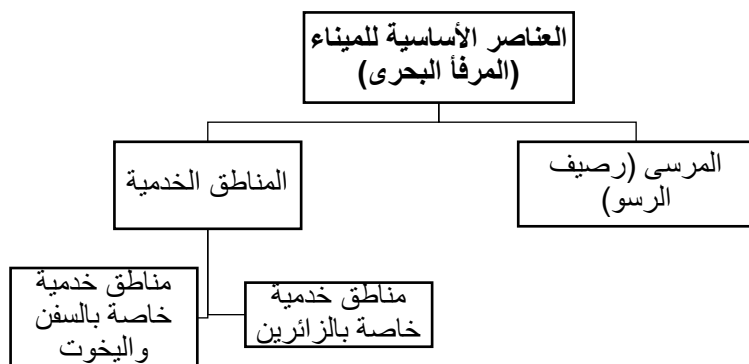 العناصر الأساسية للميناء
(المرفأ البحرى)
المرسى (رصيف
الرسو)
المناطق الخدمية
مناطق خدمية
خاصة بالزائرين
مناطق خدمية
خاصة بالسفن
واليخوت